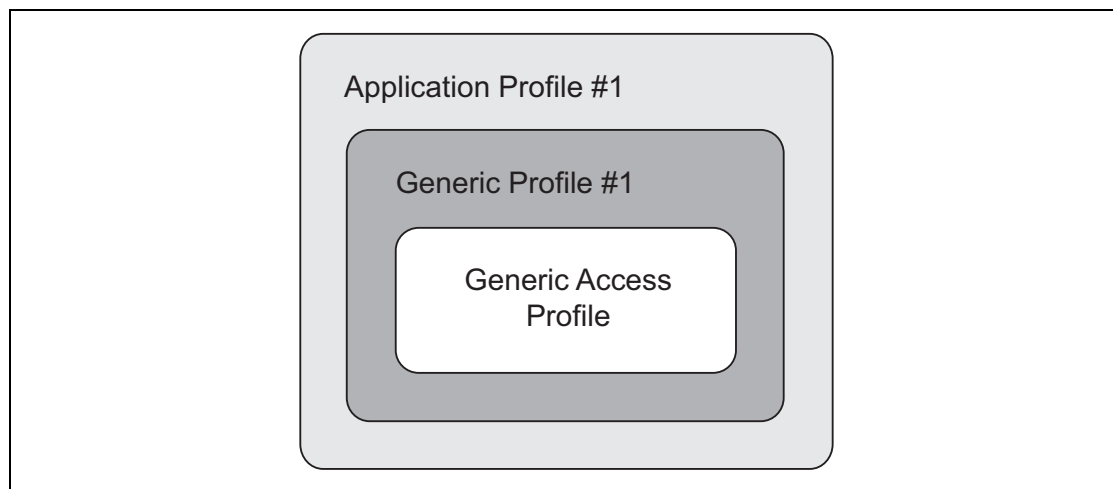 Application Profile #1
Generic Profile #1
Generic Access
Profile